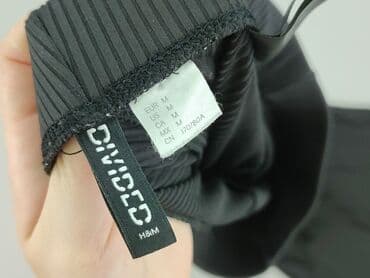 EUR M
US M
CA M
MX M
CN 170/80A
DIVIDED
H&M